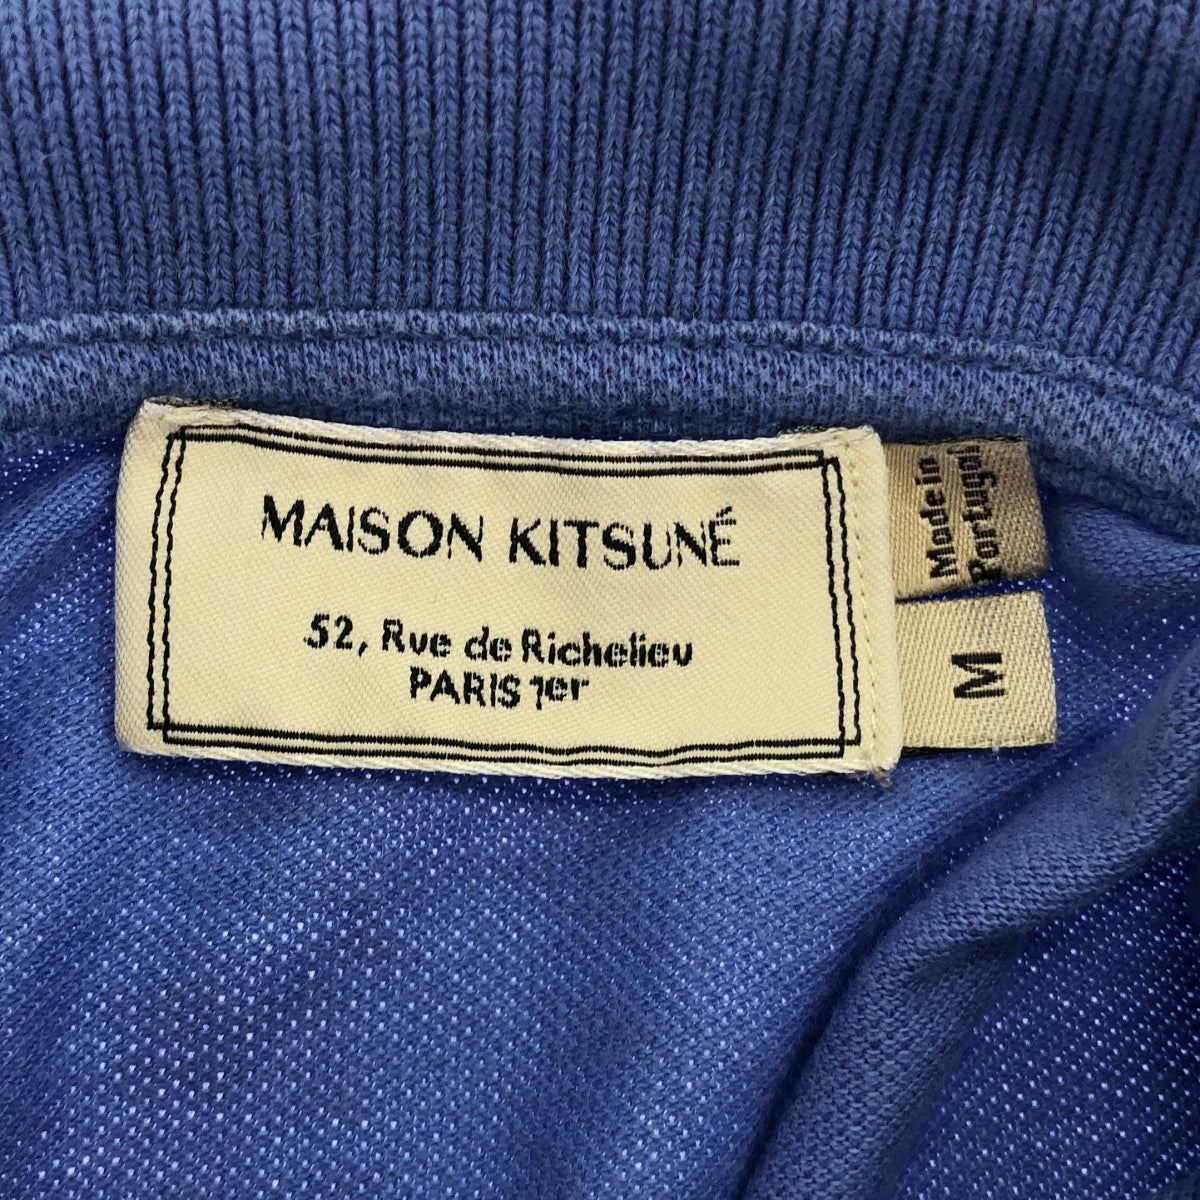 MAISON KITSUNÉ
52, Rue de Richelieu
PARIS 1er
Made in
Portugal
M